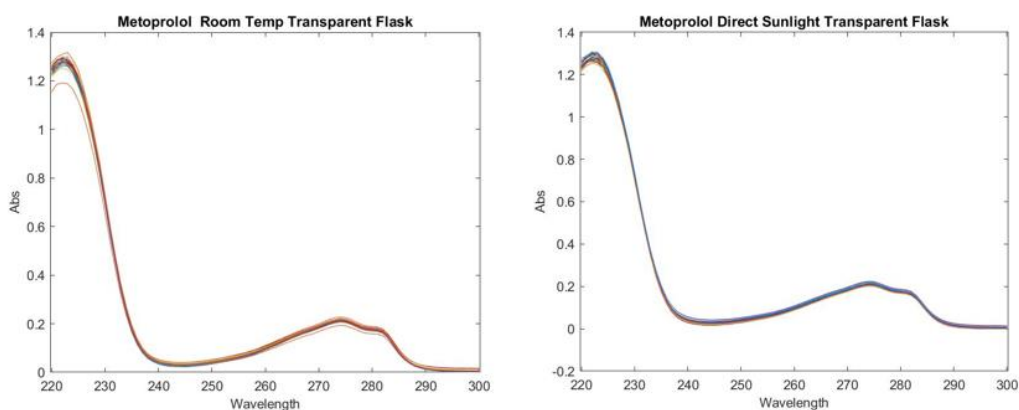 Metoprolol Room Temp Transparent Flask
1.4
1.2
1
0.8
0.6
0.4
0.2
0
Abs
220 230 240 250 260 270 280 290 300
Wavelength
Metoprolol Direct Sunlight Transparent Flask
1.4
1.2
1
0.8
0.6
0.4
0.2
0
-0.2
Abs
220 230 240 250 260 270 280 290 300
Wavelength